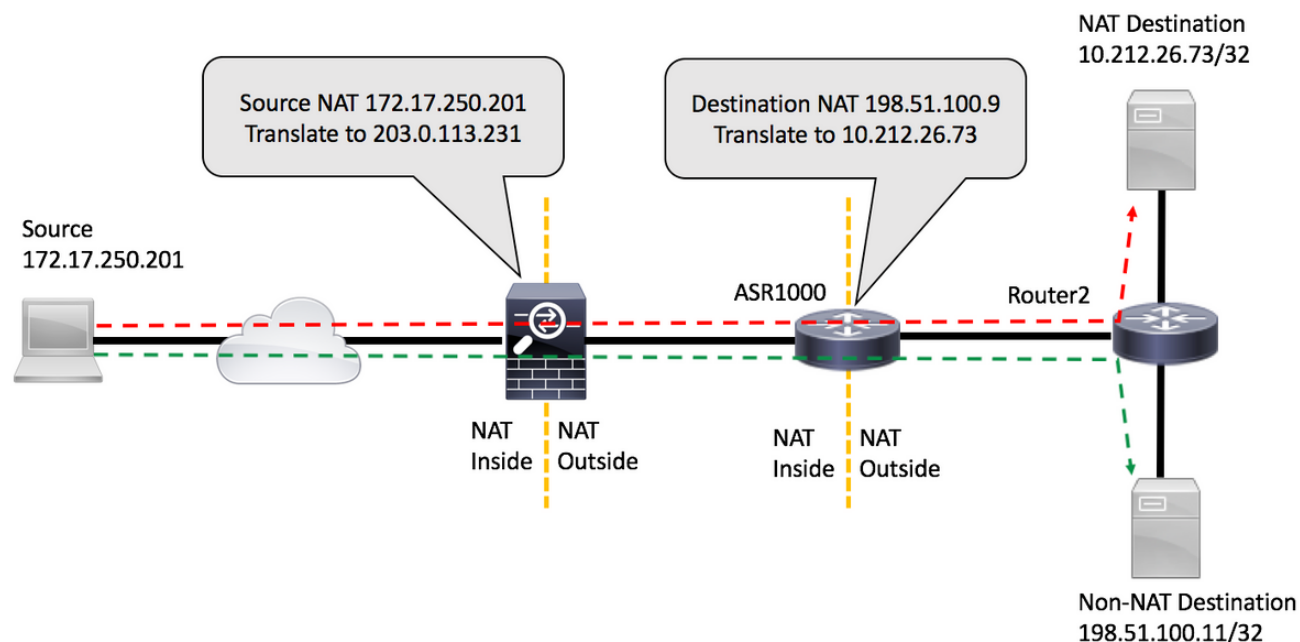 NAT Destination
10.212.26.73/32
Source NAT 172.17.250.201
Translate to 203.0.113.231
Destination NAT 198.51.100.9
Translate to 10.212.26.73
Source
172.17.250.201
ASR1000
Router2
NAT
Inside
NAT
Outside
NAT
Inside
NAT
Outside
Non-NAT Destination
198.51.100.11/32